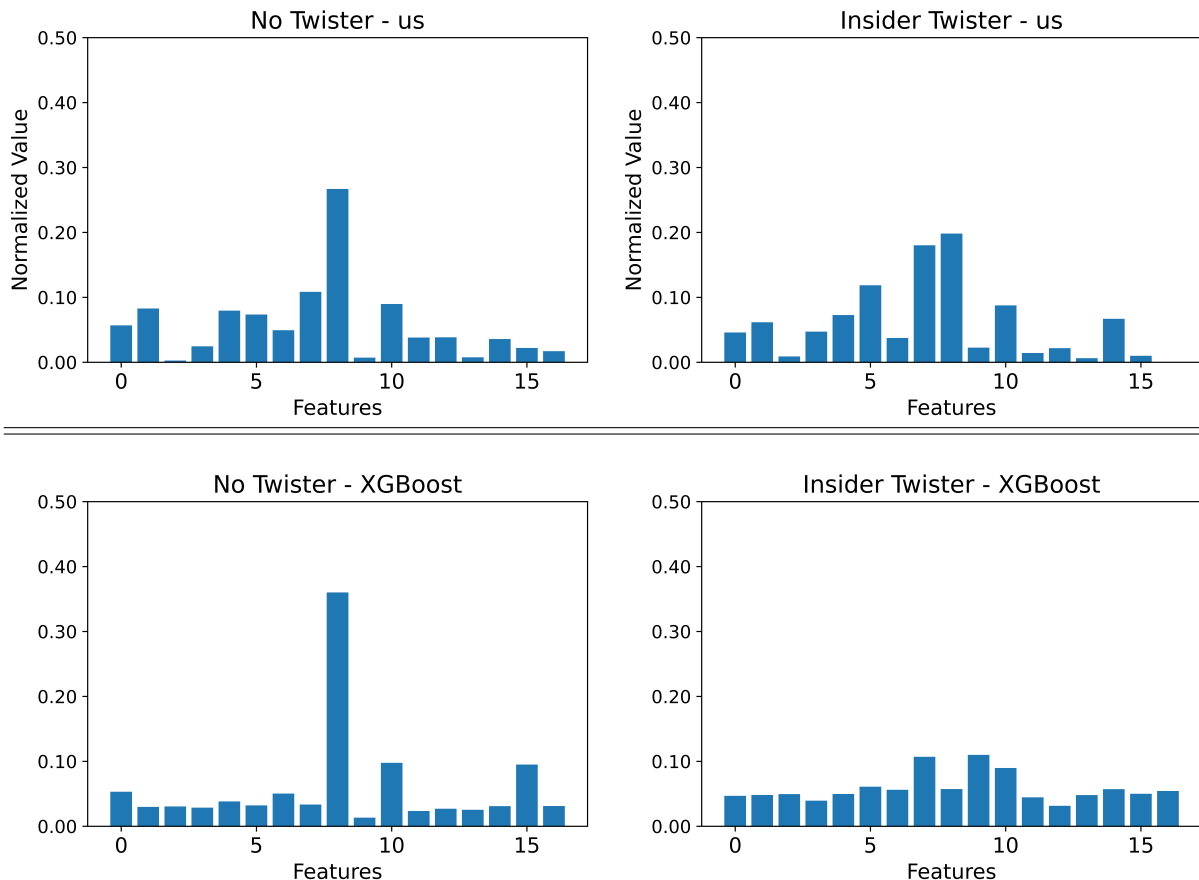 No Twister - us
0.50
0.40
0.30
0.20
0.10
0.00
Normalized Value
0 5 10 15
Features
Insider Twister - us
0.50
0.40
0.30
0.20
0.10
0.00
Normalized Value
0 5 10 15
Features
No Twister - XGBoost
0.50
0.40
0.30
0.20
0.10
0.00
0 5 10 15
Features
Insider Twister - XGBoost
0.50
0.40
0.30
0.20
0.10
0.00
0 5 10 15
Features